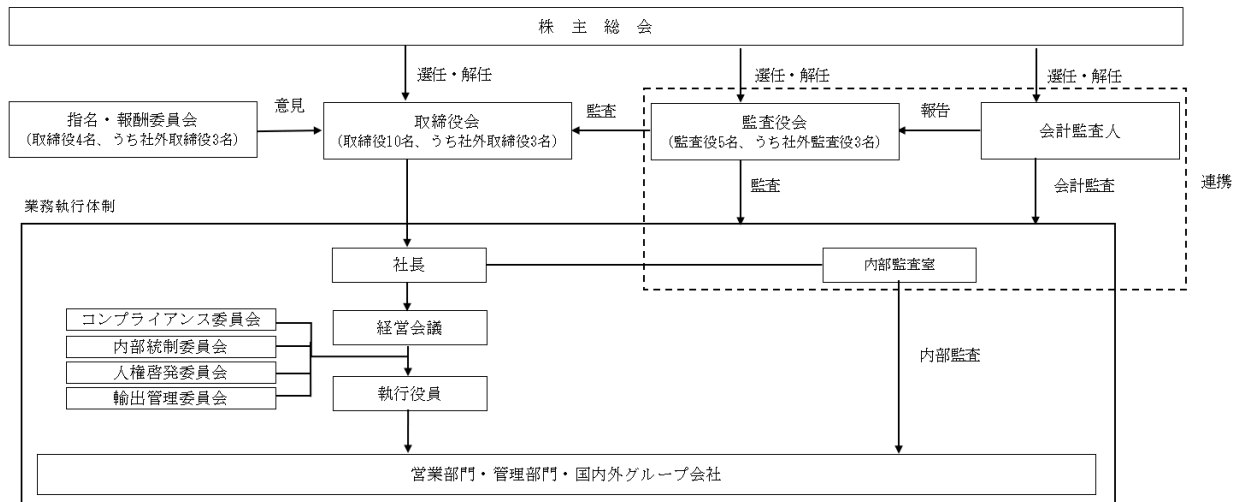 株主総会
選任・解任
選任・解任
選任・解任
指名・報酬委員会
(取締役4名、うち社外取締役3名)
意見
取締役会
(取締役10名、うち社外取締役3名)
監査
監査役会
(監査役5名、うち社外監査役3名)
報告
会計監査人
監査
会計監査
連携
業務執行体制
社長
内部監査室
コンプライアンス委員会
経営会議
内部統制委員会
内部監査
人権啓発委員会
執行役員
輸出管理委員会
営業部門・管理部門・国内外グループ会社